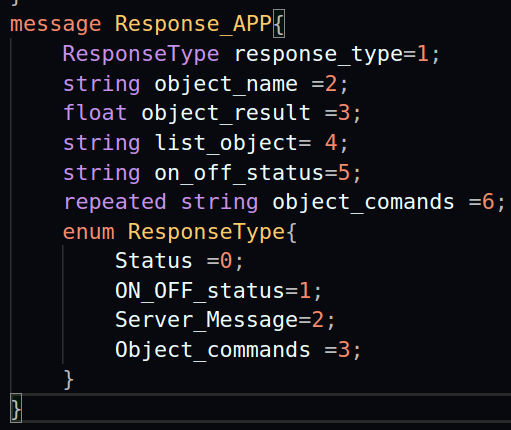 }
message Response_APP{
ResponseType response_type=1;
string object_name =2;
float object_result =3;
string list_object= 4;
string on_off_status=5;
repeated string object_comands =6;
enum ResponseType{
Status =0;
ON_OFF_status=1;
Server_Message=2;
Object_commands =3;
}
}